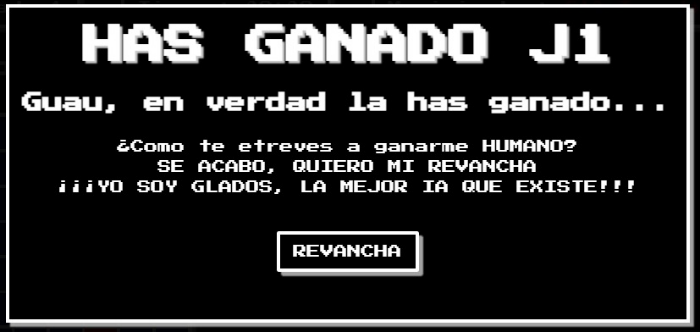 HAS GANADO J1
Guau, en verdad la has ganado...
¿Como te etreves a ganarme HUMANO?
SE ACABO, QUIERO MI REVANCHA
¡¡¡YO SOY GLADOS, LA MEJOR IA QUE EXISTE!!!
REVANCHA